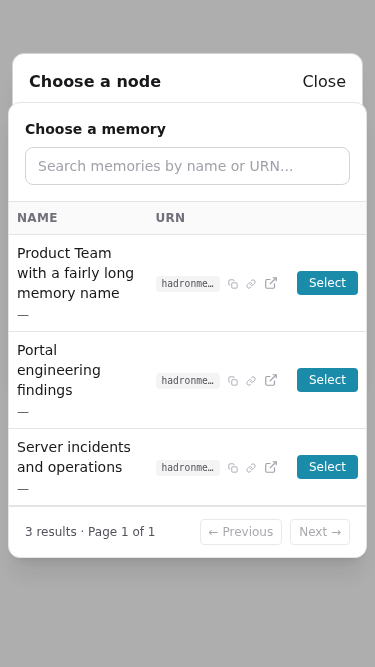 Choose a node
Close
Choose a memory
Search memories by name or URN...
NAME
URN
Product Team
with a fairly long
memory name
—
hadronme…
Select
Portal
engineering
findings
—
hadronme…
Select
Server incidents
and operations
—
hadronme…
Select
3 results · Page 1 of 1
← Previous
Next →